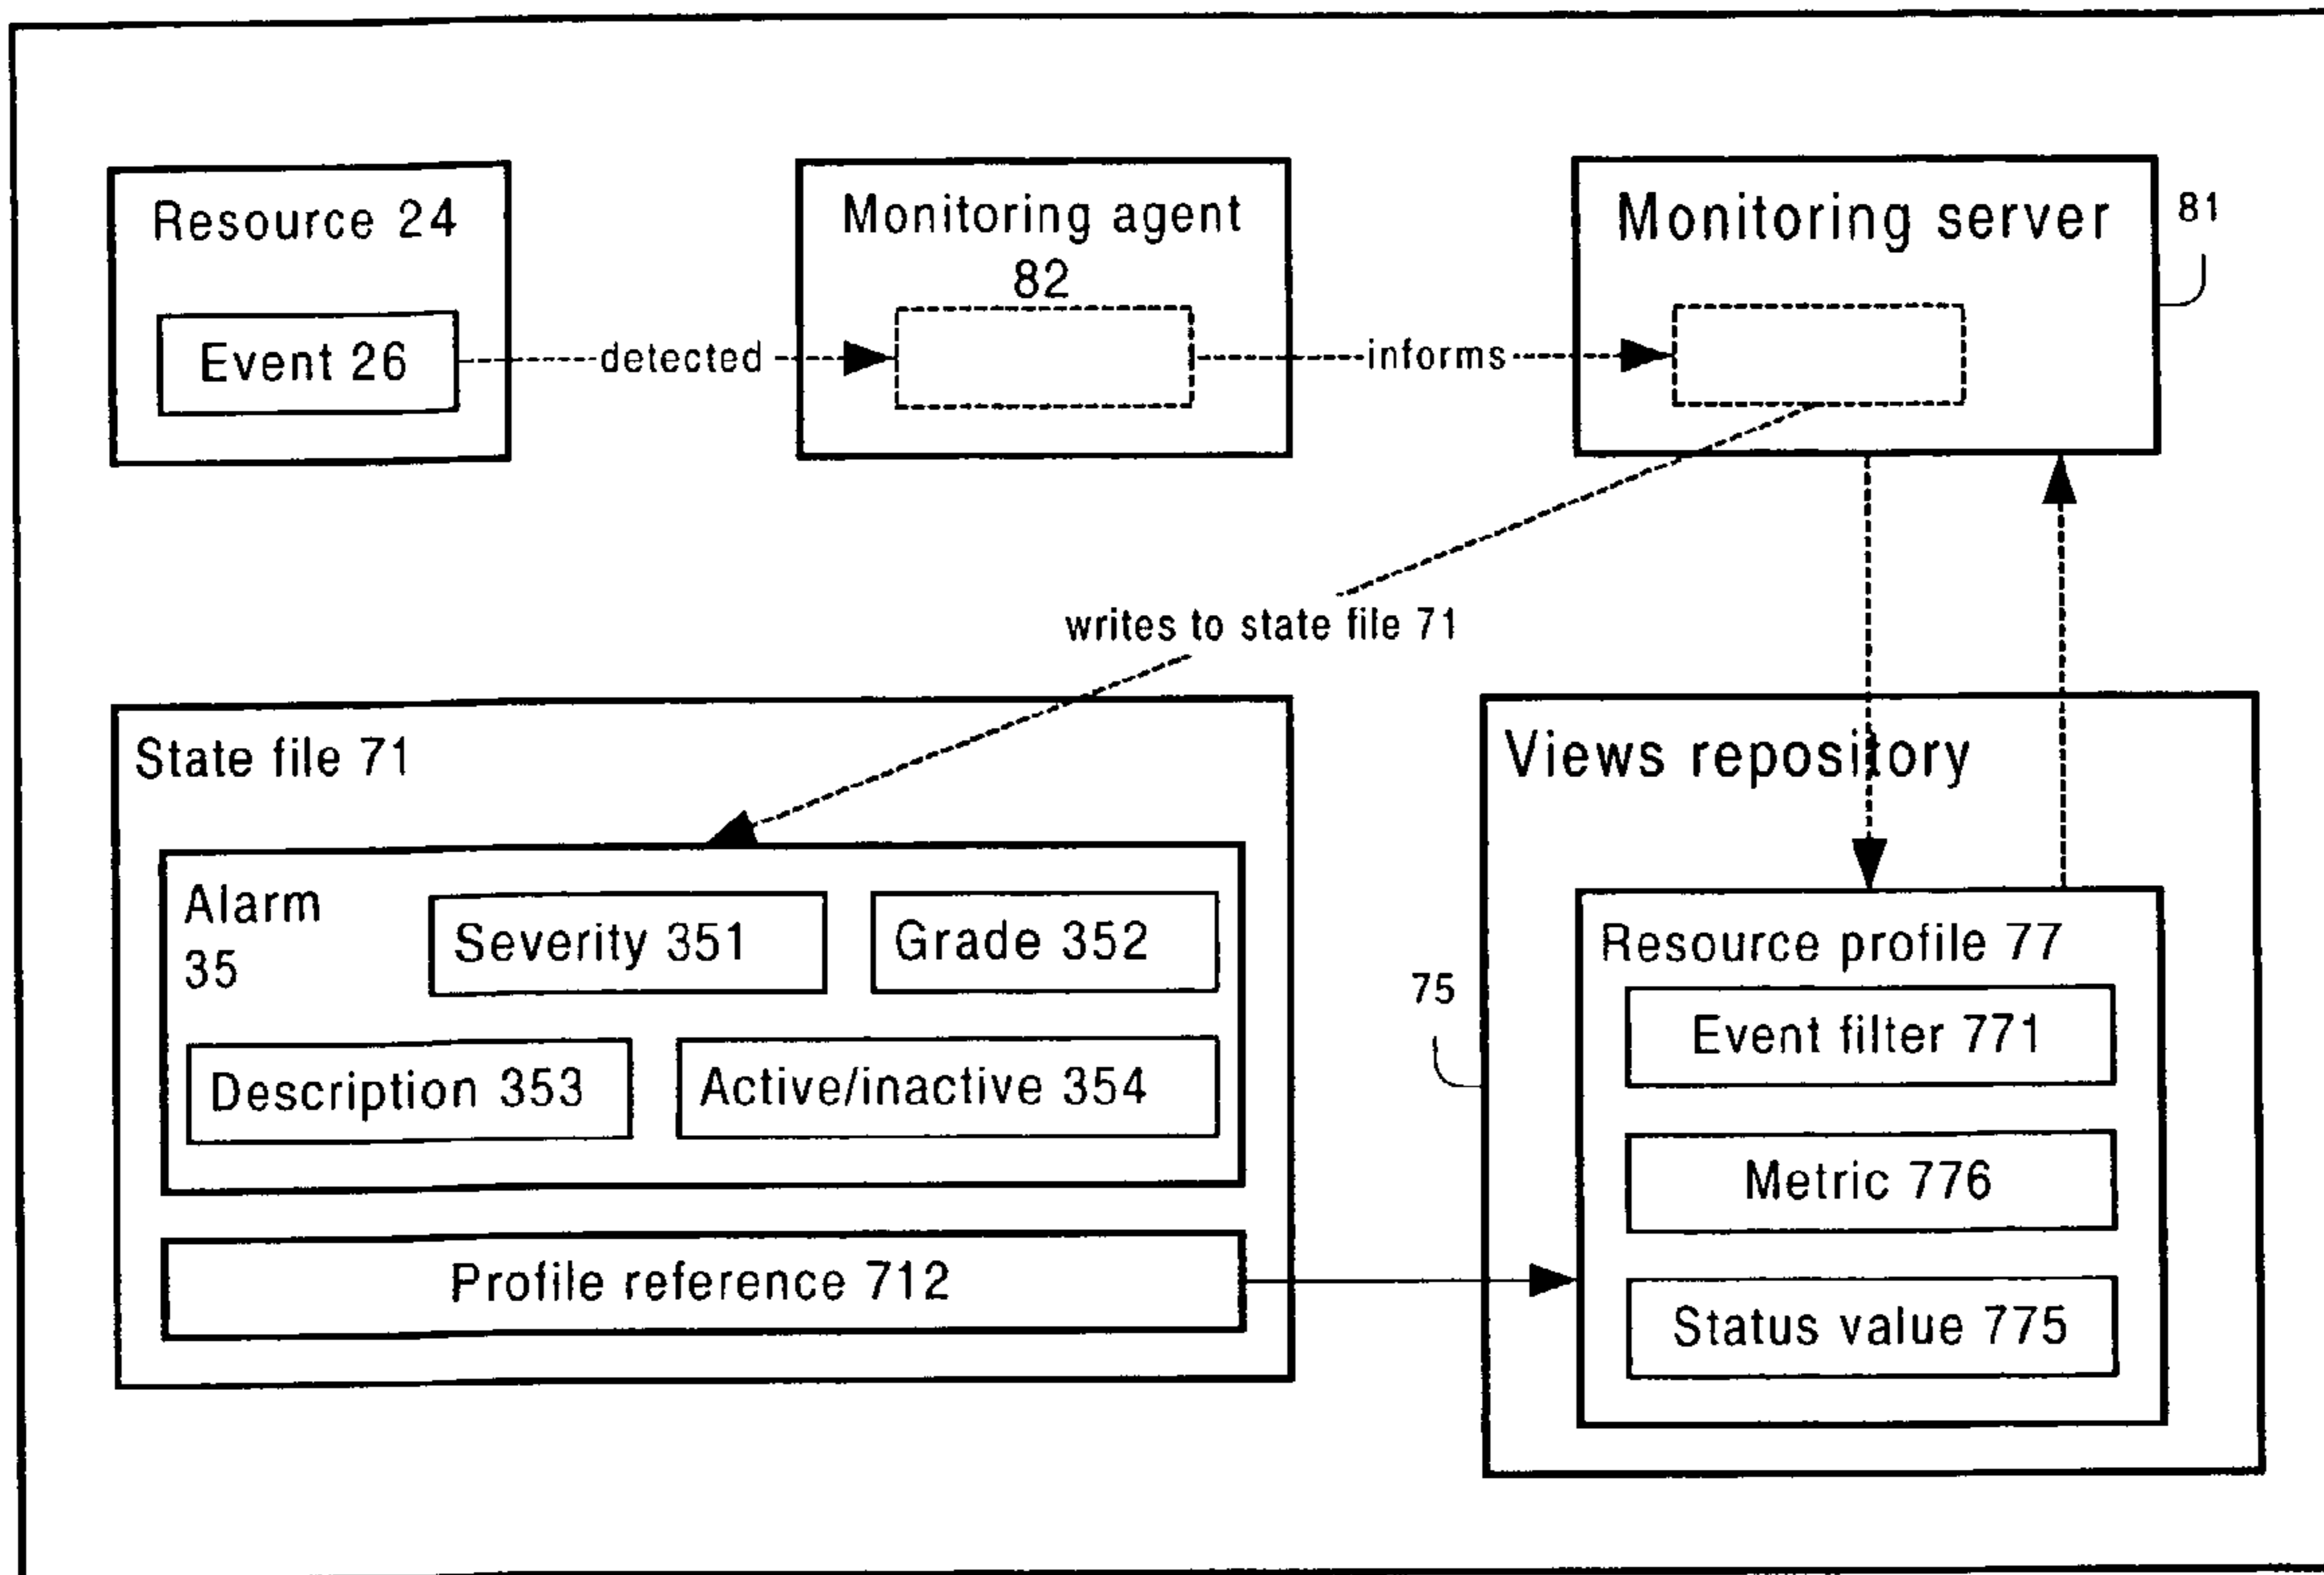 Resource 24
Event 26
detected
Monitoring agent
82
informs
Monitoring server
81
writes to state file 71
State file 71
Alarm
35
Severity 351
Grade 352
Description 353
Active/inactive 354
Profile reference 712
Views repository
75
Resource profile 77
Event filter 771
Metric 776
Status value 775